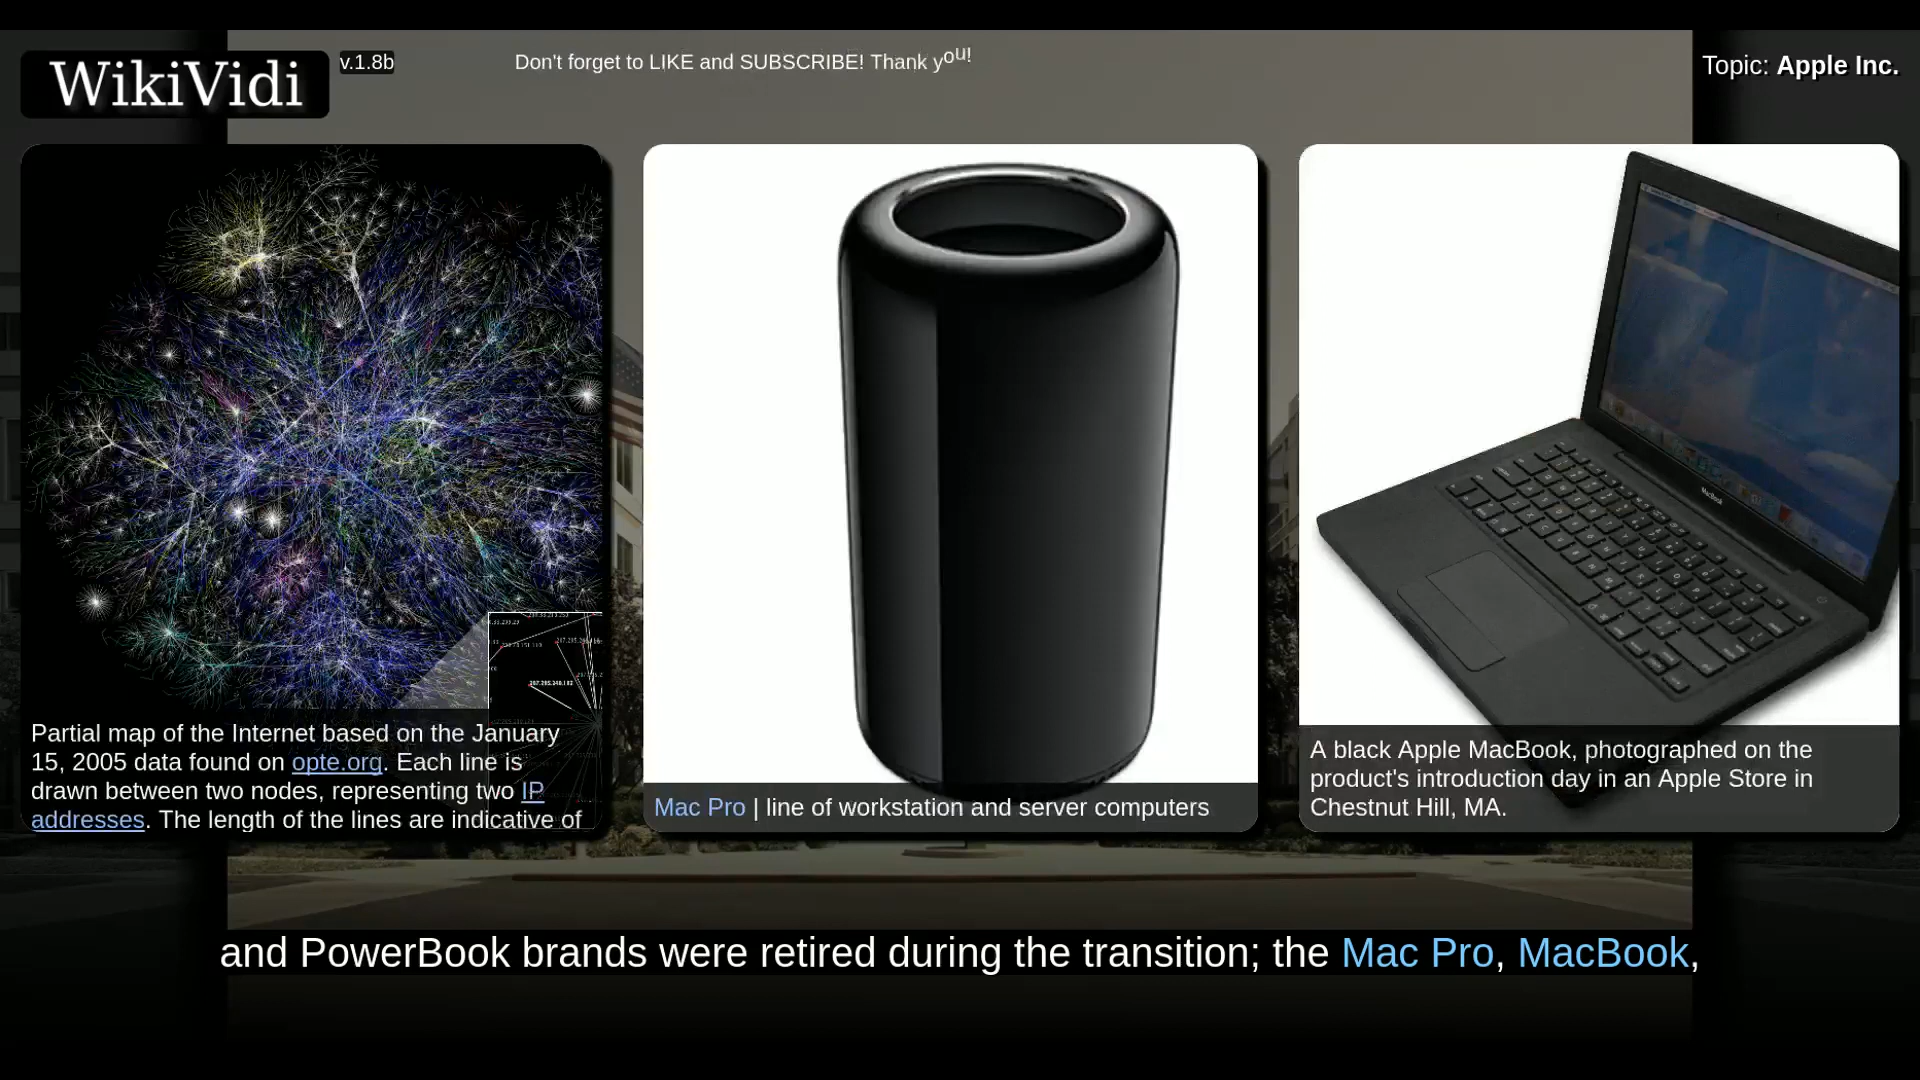 WikiVidi
v.1.8b
Don't forget to LIKE and SUBSCRIBE! Thank you!
Topic: Apple Inc.
Partial map of the Internet based on the January
15, 2005 data found on opte.org. Each line is
drawn between two nodes, representing two IP
addresses. The length of the lines are indicative of
Mac Pro | line of workstation and server computers
MacBook
A black Apple MacBook, photographed on the
product's introduction day in an Apple Store in
Chestnut Hill, MA.
and PowerBook brands were retired during the transition; the Mac Pro, MacBook,